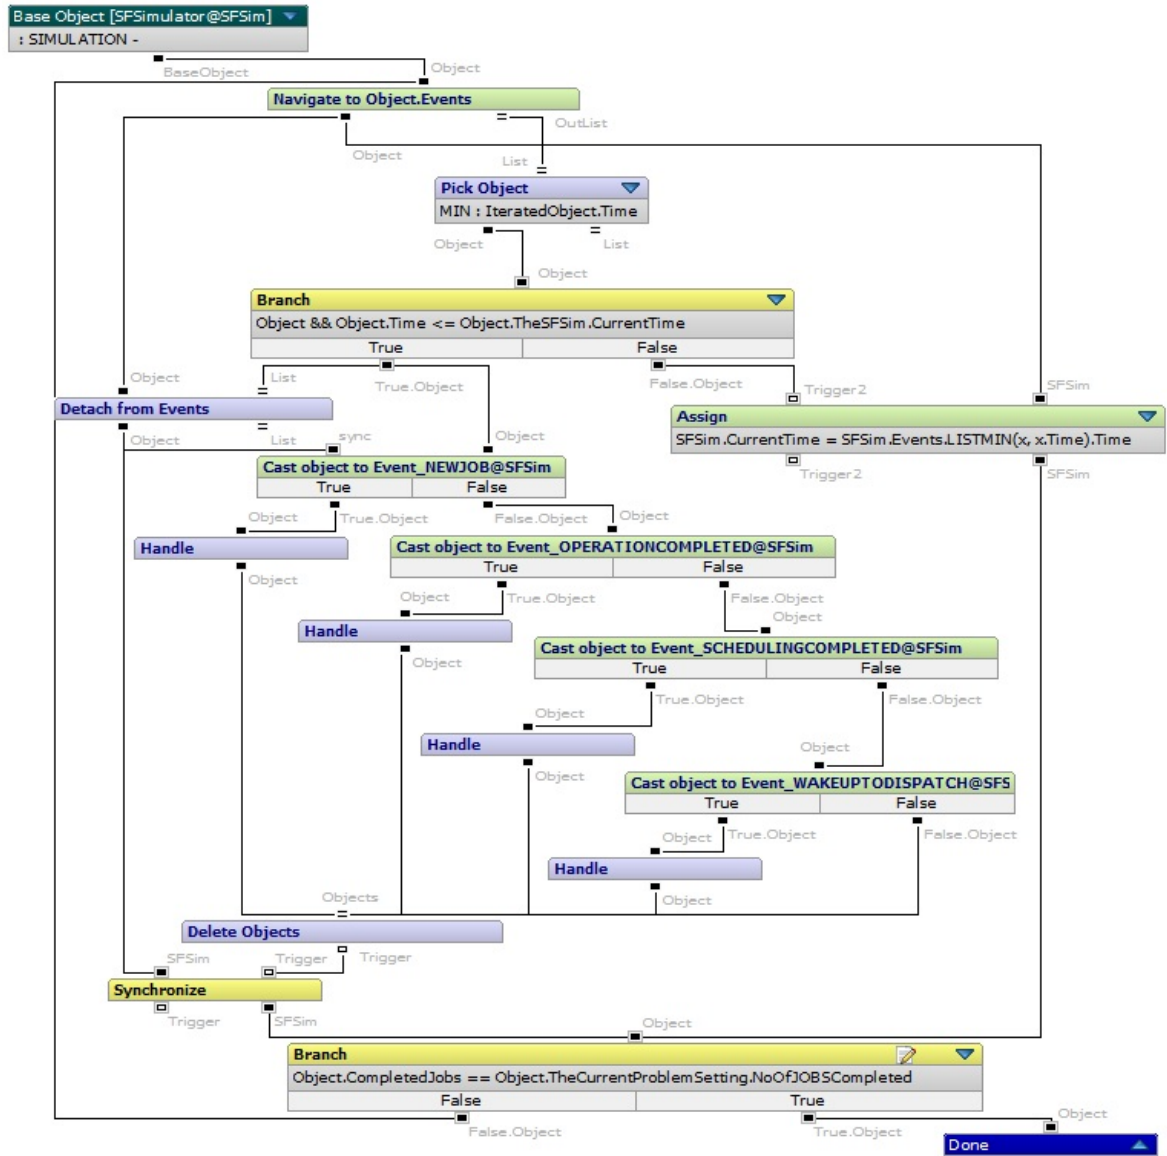 Base Object [SFSimulator@SFSim]
: SIMULATION -
BaseObject
Object
Navigate to Object.Events
OutList
Object
List
Pick Object
MIN : IteratedObject.Time
Object
List
Object
Branch
Object && Object.Time <= Object.TheSFSim.CurrentTime
True
False
Object
List
True.Object
False.Object
Trigger2
SFSim
Detach from Events
Assign
SFSim.CurrentTime = SFSim.Events.LISTMIN(x, x.Time).Time
Object
List
sync
Object
Trigger2
SFSim
Cast object to Event_NEWJOB@SFSim
True
False
Object
True.Object
False.Object
Object
Handle
Cast object to Event_OPERATIONCOMPLETED@SFSim
True
False
Object
Object
True.Object
False.Object
Object
Handle
Cast object to Event_SCHEDULINGCOMPLETED@SFSim
True
False
Object
Object
True.Object
False.Object
Handle
Object
Object
Cast object to Event_WAKEUPTODISPATCH@SFS
True
False
Object
True.Object
False.Object
Handle
Object
Objects
Delete Objects
SFSim
Trigger
Trigger
Synchronize
Trigger
SFSim
Object
Branch
Object.CompletedJobs == Object.TheCurrentProblemSetting.NoOfJOBSCompleted
False
True
False.Object
True.Object
Object
Done